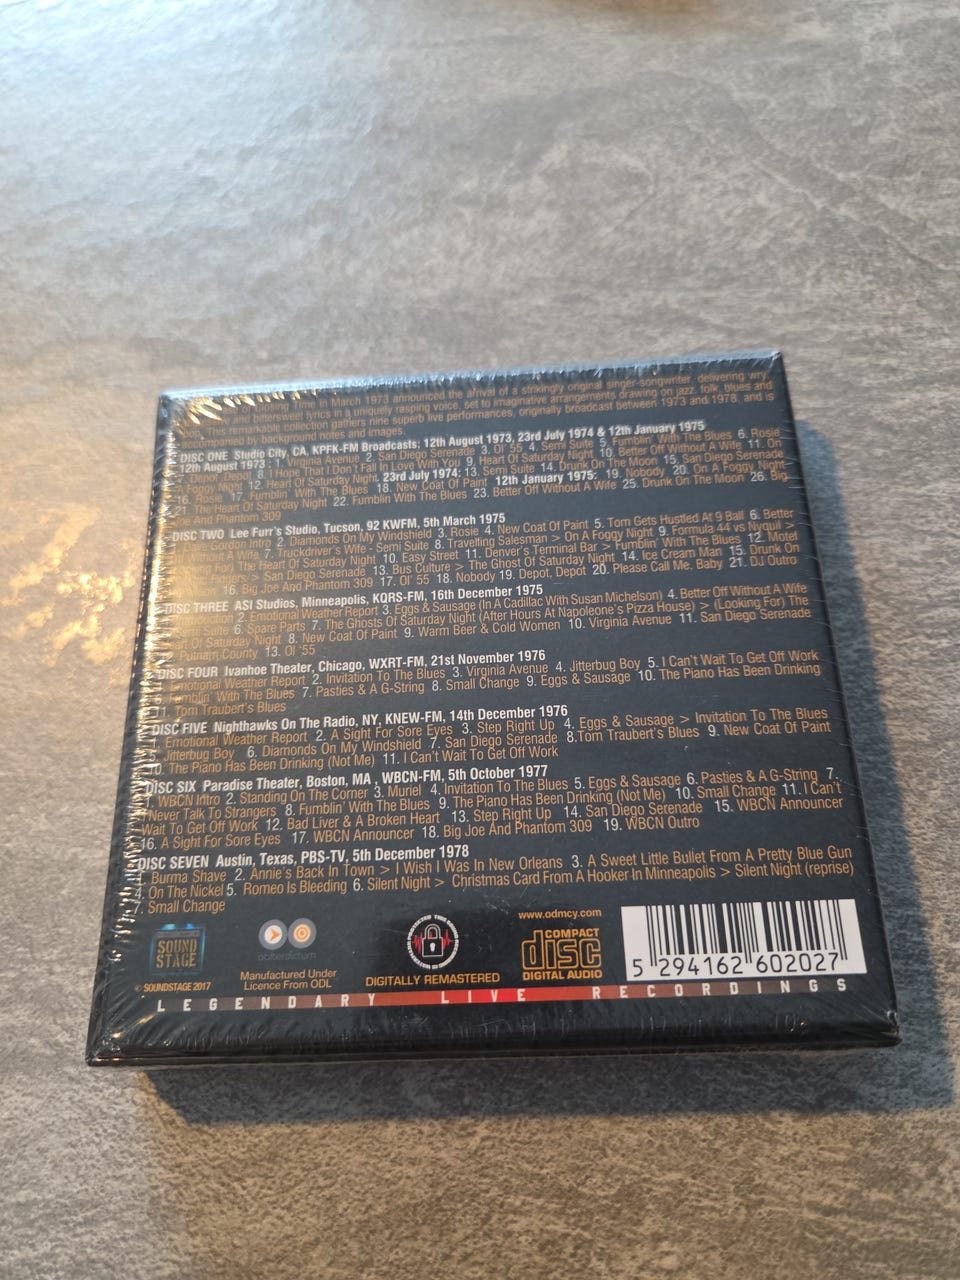 of Closing Time in March 1973 announced the arrival of a strikingly original singer-songwriter, delivering wry,
and bittersweet lyrics in a uniquely rasping voice, set to imaginative arrangements drawing on jazz, folk, blues and
pop. remarkable collection gathers nine superb live performances, originally broadcast between 1973 and 1978, and is
accompanied by background notes and images.
DISC ONE Studio City, CA, KPFK-FM Broadcasts: 12th August 1973, 23rd July 1974 & 12th January 1975
12th August 1973 : 1. Virginia Avenue 2. San Diego Serenade 3. Ol' 55 4. Semi Suite 5. Fumblin' With The Blues 6. Rosie
7. Depot, Depot 8. I Hope That I Don't Fall In Love With You 9. Heart Of Saturday Night 10. Better Off Without A Wife 11. On
A Foggy Night 12. Heart Of Saturday Night 23rd July 1974: 13. Semi Suite 14. Drunk On The Moon 15. San Diego Serenade
16. Rosie 17. Fumblin' With The Blues 18. New Coat Of Paint 12th January 1975: 19. Nobody 20. On A Foggy Night
21. The Heart Of Saturday Night 22. Fumblin' With The Blues 23. Better Off Without A Wife 25. Drunk On The Moon 26. Big
Joe And Phantom 309
DISC TWO Lee Furr's Studio, Tucson, 92 KWFM, 5th March 1975
Dave Gordon Intro 2. Diamonds On My Windshield 3. Rosie 4. New Coat Of Paint 5. Tom Gets Hustled At 9 Ball 6. Better
Off Without A Wife 7. Truckdriver's Wife - Semi Suite 8. Travelling Salesman > On A Foggy Night 9. Formula 44 vs Nyquil >
For) The Heart Of Saturday Night 10. Easy Street 11. Denver's Terminal Bar > Fumblin' With The Blues 12. Motel
Fingers > San Diego Serenade 13. Bus Culture > The Ghost Of Saturday Night 14. Ice Cream Man 15. Drunk On
The Moon 16. Big Joe And Phantom 309 17. Ol' 55 18. Nobody 19. Depot, Depot 20. Please Call Me, Baby 21. DJ Outro
DISC THREE ASI Studios, Minneapolis, KQRS-FM, 16th December 1975
2. Emotional Weather Report 3. Eggs & Sausage (In A Cadillac With Susan Michelson) 4. Better Off Without A Wife
Semi Suite 6. Spare Parts 7. The Ghosts Of Saturday Night (After Hours At Napoleone's Pizza House) > (Looking For) The
Heart Of Saturday Night 8. New Coat Of Paint 9. Warm Beer & Cold Women 10. Virginia Avenue 11. San Diego Serenade
Putnam County 13. Ol '55
DISC FOUR Ivanhoe Theater, Chicago, WXRT-FM, 21st November 1976
Emotional Weather Report 2. Invitation To The Blues 3. Virginia Avenue 4. Jitterbug Boy 5. I Can't Wait To Get Off Work
Fumblin' With The Blues 7. Pasties & A G-String 8. Small Change 9. Eggs & Sausage 10. The Piano Has Been Drinking
11. Tom Traubert's Blues
DISC FIVE Nighthawks On The Radio, NY, KNEW-FM, 14th December 1976
Emotional Weather Report 2. A Sight For Sore Eyes 3. Step Right Up 4. Eggs & Sausage > Invitation To The Blues
Jitterbug Boy 6. Diamonds On My Windshield 7. San Diego Serenade 8.Tom Traubert's Blues 9. New Coat Of Paint
10. The Piano Has Been Drinking (Not Me) 11. I Can't Wait To Get Off Work
DISC SIX Paradise Theater, Boston, MA , WBCN-FM, 5th October 1977
1. WBCN Intro 2. Standing On The Corner 3. Muriel 4. Invitation To The Blues 5. Eggs & Sausage 6. Pasties & A G-String 7.
Never Talk To Strangers 8. Fumblin' With The Blues 9. The Piano Has Been Drinking (Not Me) 10. Small Change 11. I Can't
Wait To Get Off Work 12. Bad Liver & A Broken Heart 13. Step Right Up 14. San Diego Serenade 15. WBCN Announcer
16. A Sight For Sore Eyes 17. WBCN Announcer 18. Big Joe And Phantom 309 19. WBCN Outro
DISC SEVEN Austin, Texas, PBS-TV, 5th December 1978
1. Burma Shave 2. Annie's Back In Town > I Wish I Was In New Orleans 3. A Sweet Little Bullet From A Pretty Blue Gun
4. On The Nickel 5. Romeo Is Bleeding 6. Silent Night > Christmas Card From A Hooker In Minneapolis > Silent Night (reprise)
7. Small Change
SOUND STAGE
© SOUNDSTAGE 2017
obiterdictum
Manufactured Under
Licence From ODL
DIGITALLY REMASTERED
www.odmcy.com
COMPACT
disc
DIGITAL AUDIO
5 294162 602027
LEGENDARY LIVE RECORDINGS